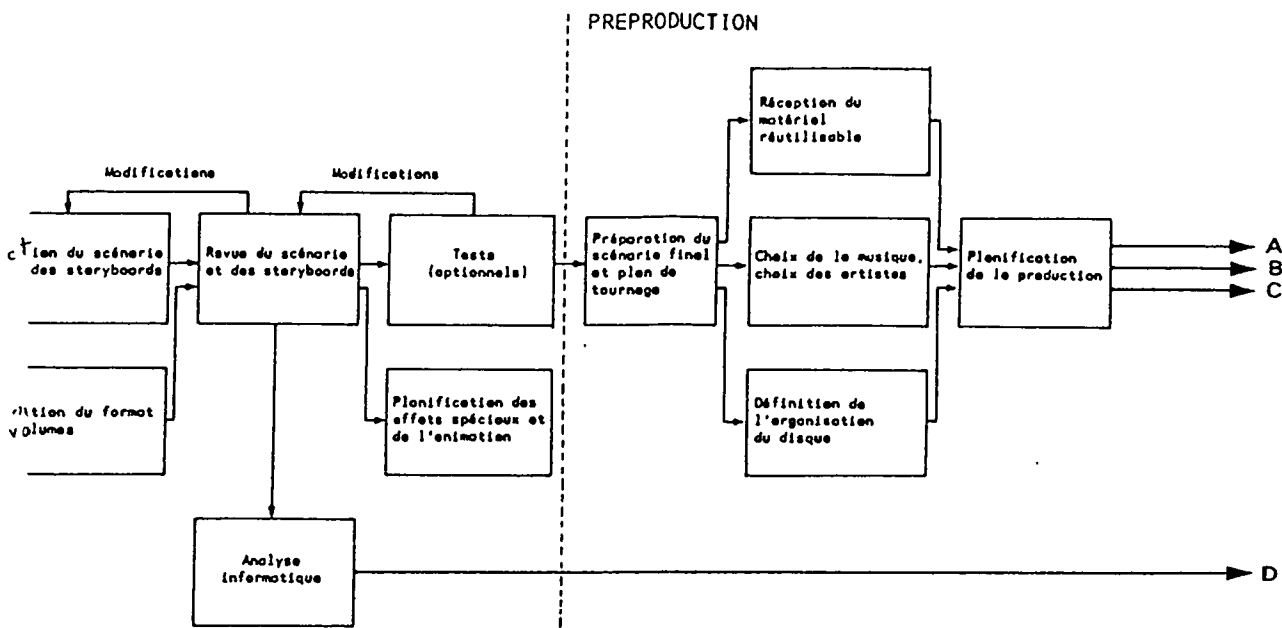 PREPRODUCTION
Réception du
matériel
réutilisable
Modifications
Modifications
ction du scénario
des storyboards
Revue du scénario
et des storyboards
Tests
(optionnels)
Préparation du
scénario final
et plan de
tournage
Choix de la musique,
choix des artistes
Planification
de la production
A
B
C
nition du format
volumes
Planification des
effets spéciaux et
de l'animation
Définition de
l'organisation
du disque
Analyse
informatique
D